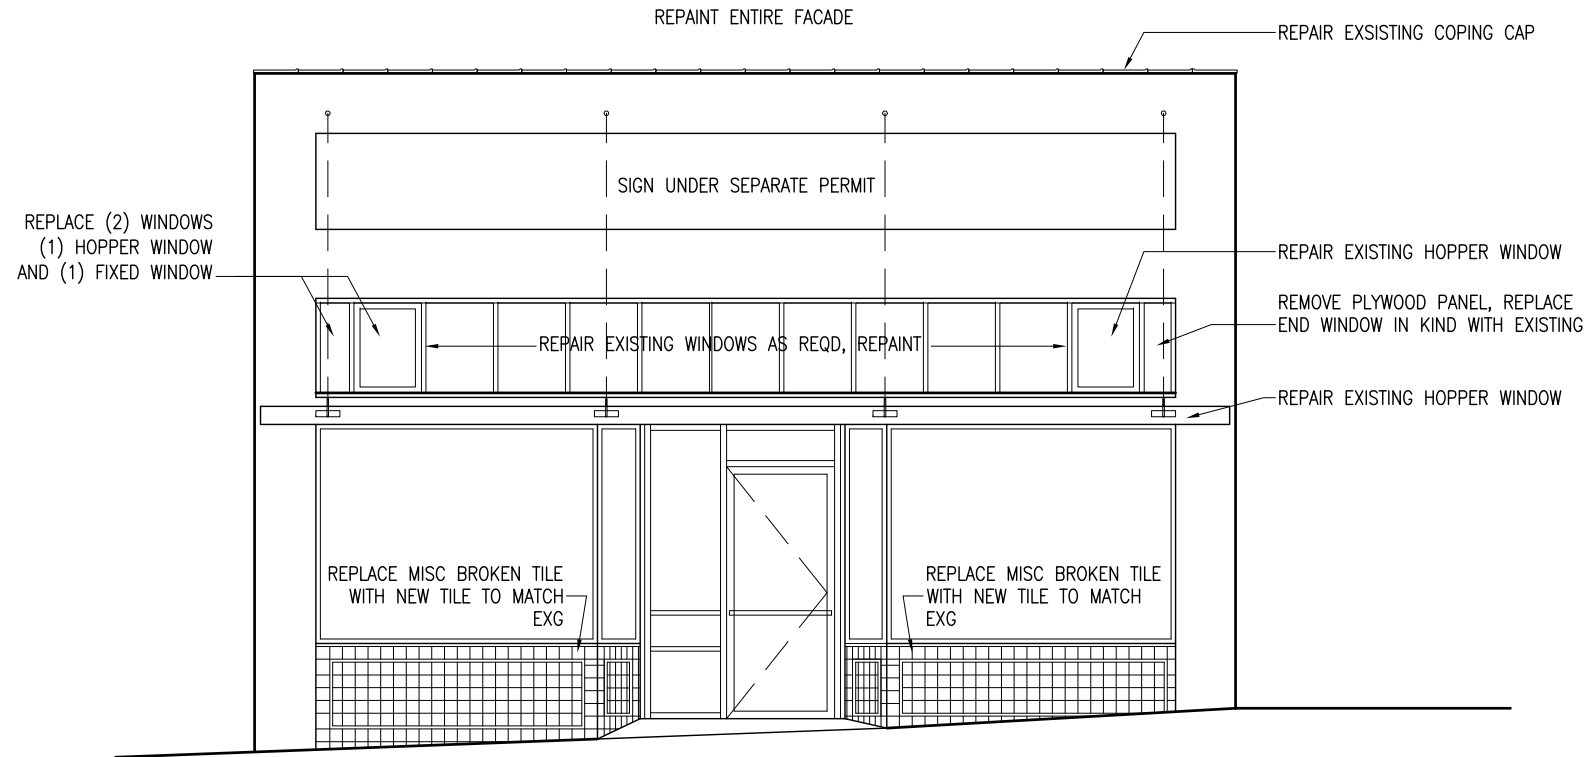 REPAINT ENTIRE FACADE
REPAIR EXSISTING COPING CAP
SIGN UNDER SEPARATE PERMIT
REPLACE (2) WINDOWS
(1) HOPPER WINDOW
AND (1) FIXED WINDOW
REPAIR EXISTING HOPPER WINDOW
REMOVE PLYWOOD PANEL, REPLACE
END WINDOW IN KIND WITH EXISTING
REPAIR EXISTING WINDOWS AS REQD, REPAINT
REPAIR EXISTING HOPPER WINDOW
REPLACE MISC BROKEN TILE
WITH NEW TILE TO MATCH
EXG
REPLACE MISC BROKEN TILE
WITH NEW TILE TO MATCH
EXG